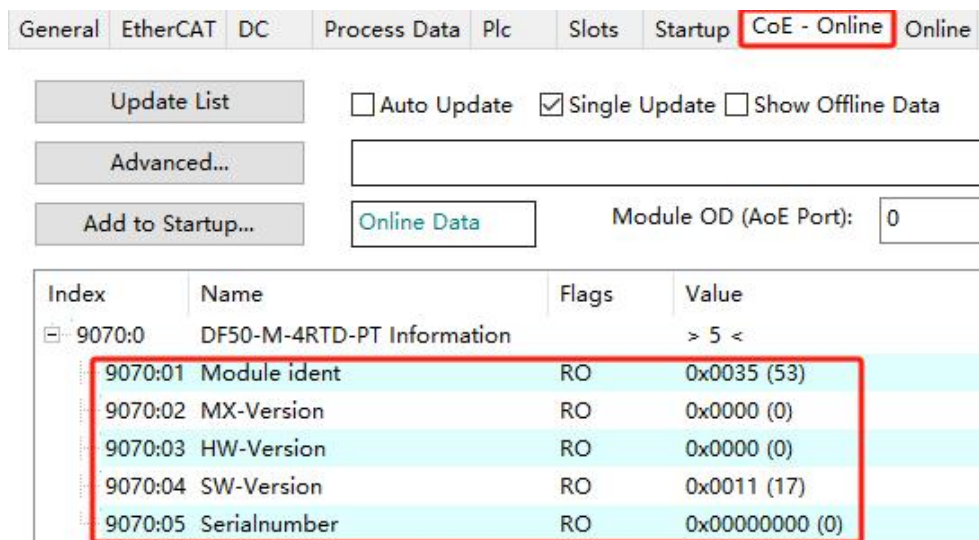 General EtherCAT DC Process Data Plc Slots Startup CoE - Online Online
Update List Auto Update Single Update Show Offline Data
Advanced...
Add to Startup... Online Data Module OD (AoE Port): 0
Index Name Flags Value
9070:0 DF50-M-4RTD-PT Information > 5 <
9070:01 Module ident RO 0x0035 (53)
9070:02 MX-Version RO 0x0000 (0)
9070:03 HW-Version RO 0x0000 (0)
9070:04 SW-Version RO 0x0011 (17)
9070:05 Serialnumber RO 0x00000000 (0)